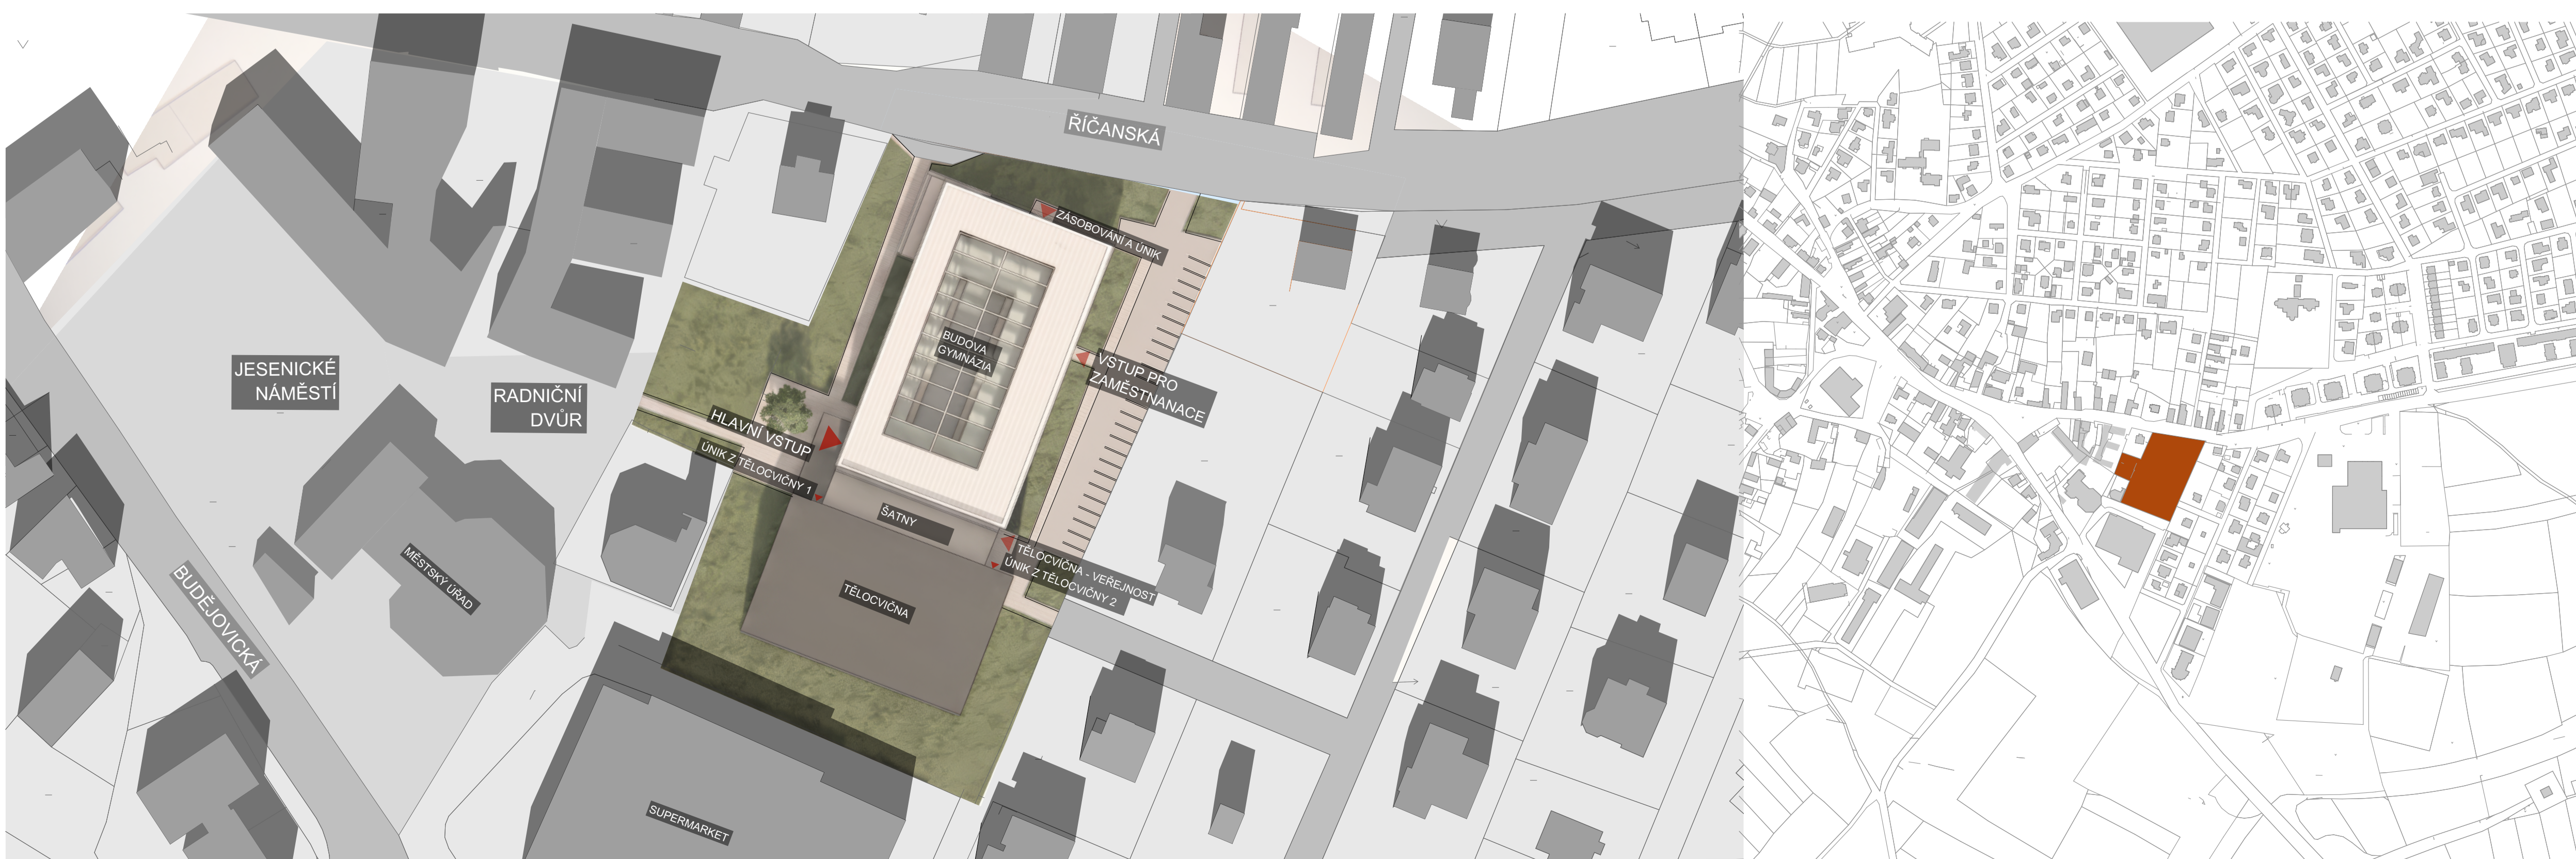 ŘÍČANSKÁ
ZÁSOBOVÁNÍ A ÚNIK
BUDOVA
GYMNÁZIA
VSTUP PRO
ZAMĚSTNANACE
JESENICKÉ
NÁMĚSTÍ
RADNIČNÍ
DVŮR
HLAVNÍ VSTUP
ÚNIK Z TĚLOCVIČNY 1
ŠATNY
TĚLOCVIČNA - VEŘEJNOST
ÚNIK Z TĚLOCVIČNY 2
TĚLOCVIČNA
MĚSTSKÝ ÚŘAD
BUDĚJOVICKÁ
SUPERMARKET